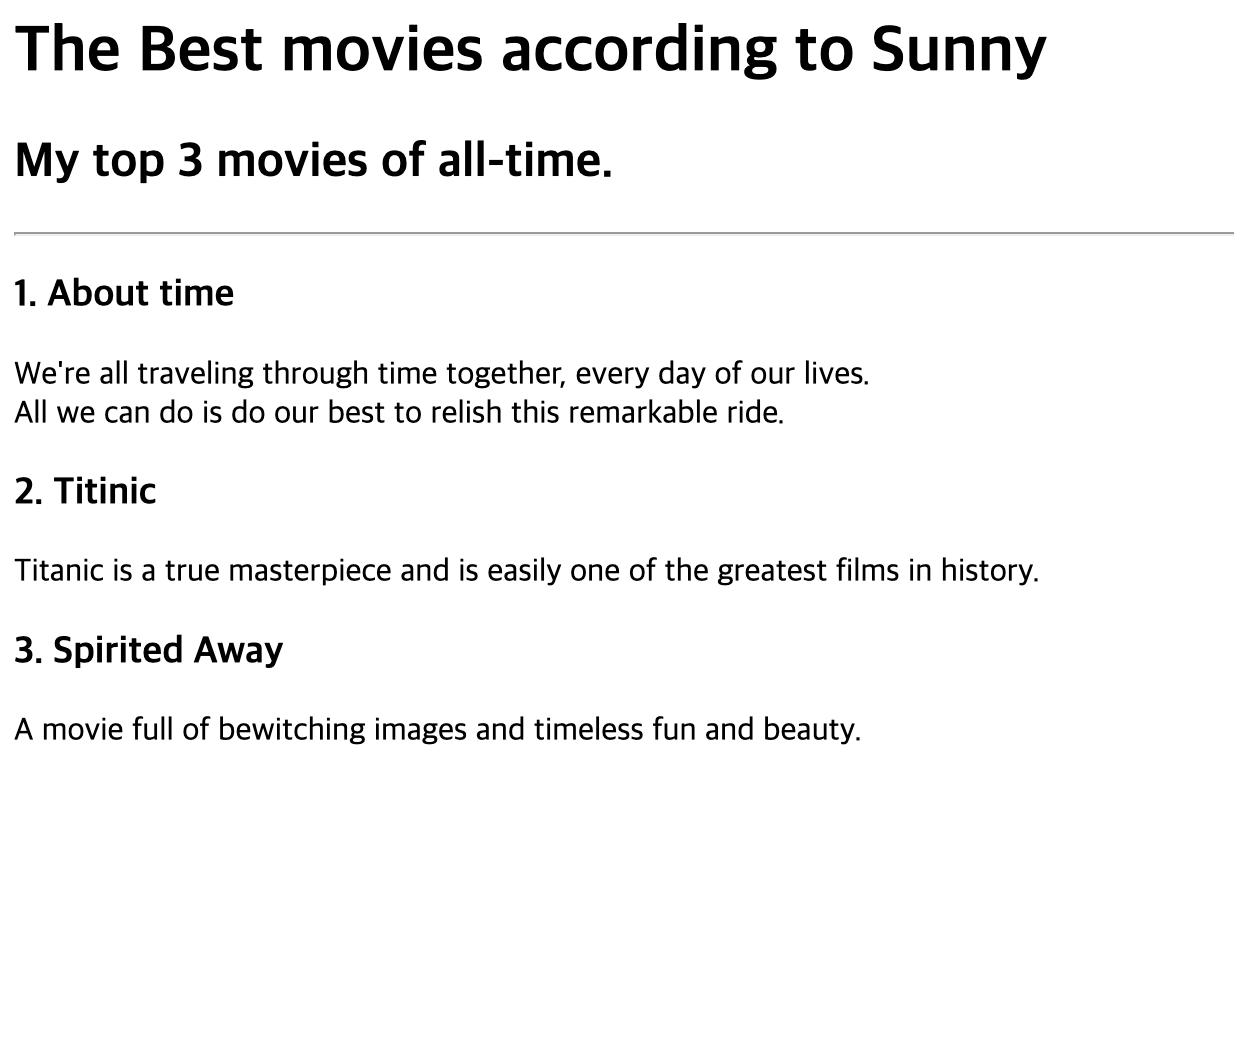 The Best movies according to Sunny
My top 3 movies of all-time.
1. About time
We're all traveling through time together, every day of our lives.
All we can do is do our best to relish this remarkable ride.
2. Titinic
Titanic is a true masterpiece and is easily one of the greatest films in history.
3. Spirited Away
A movie full of bewitching images and timeless fun and beauty.